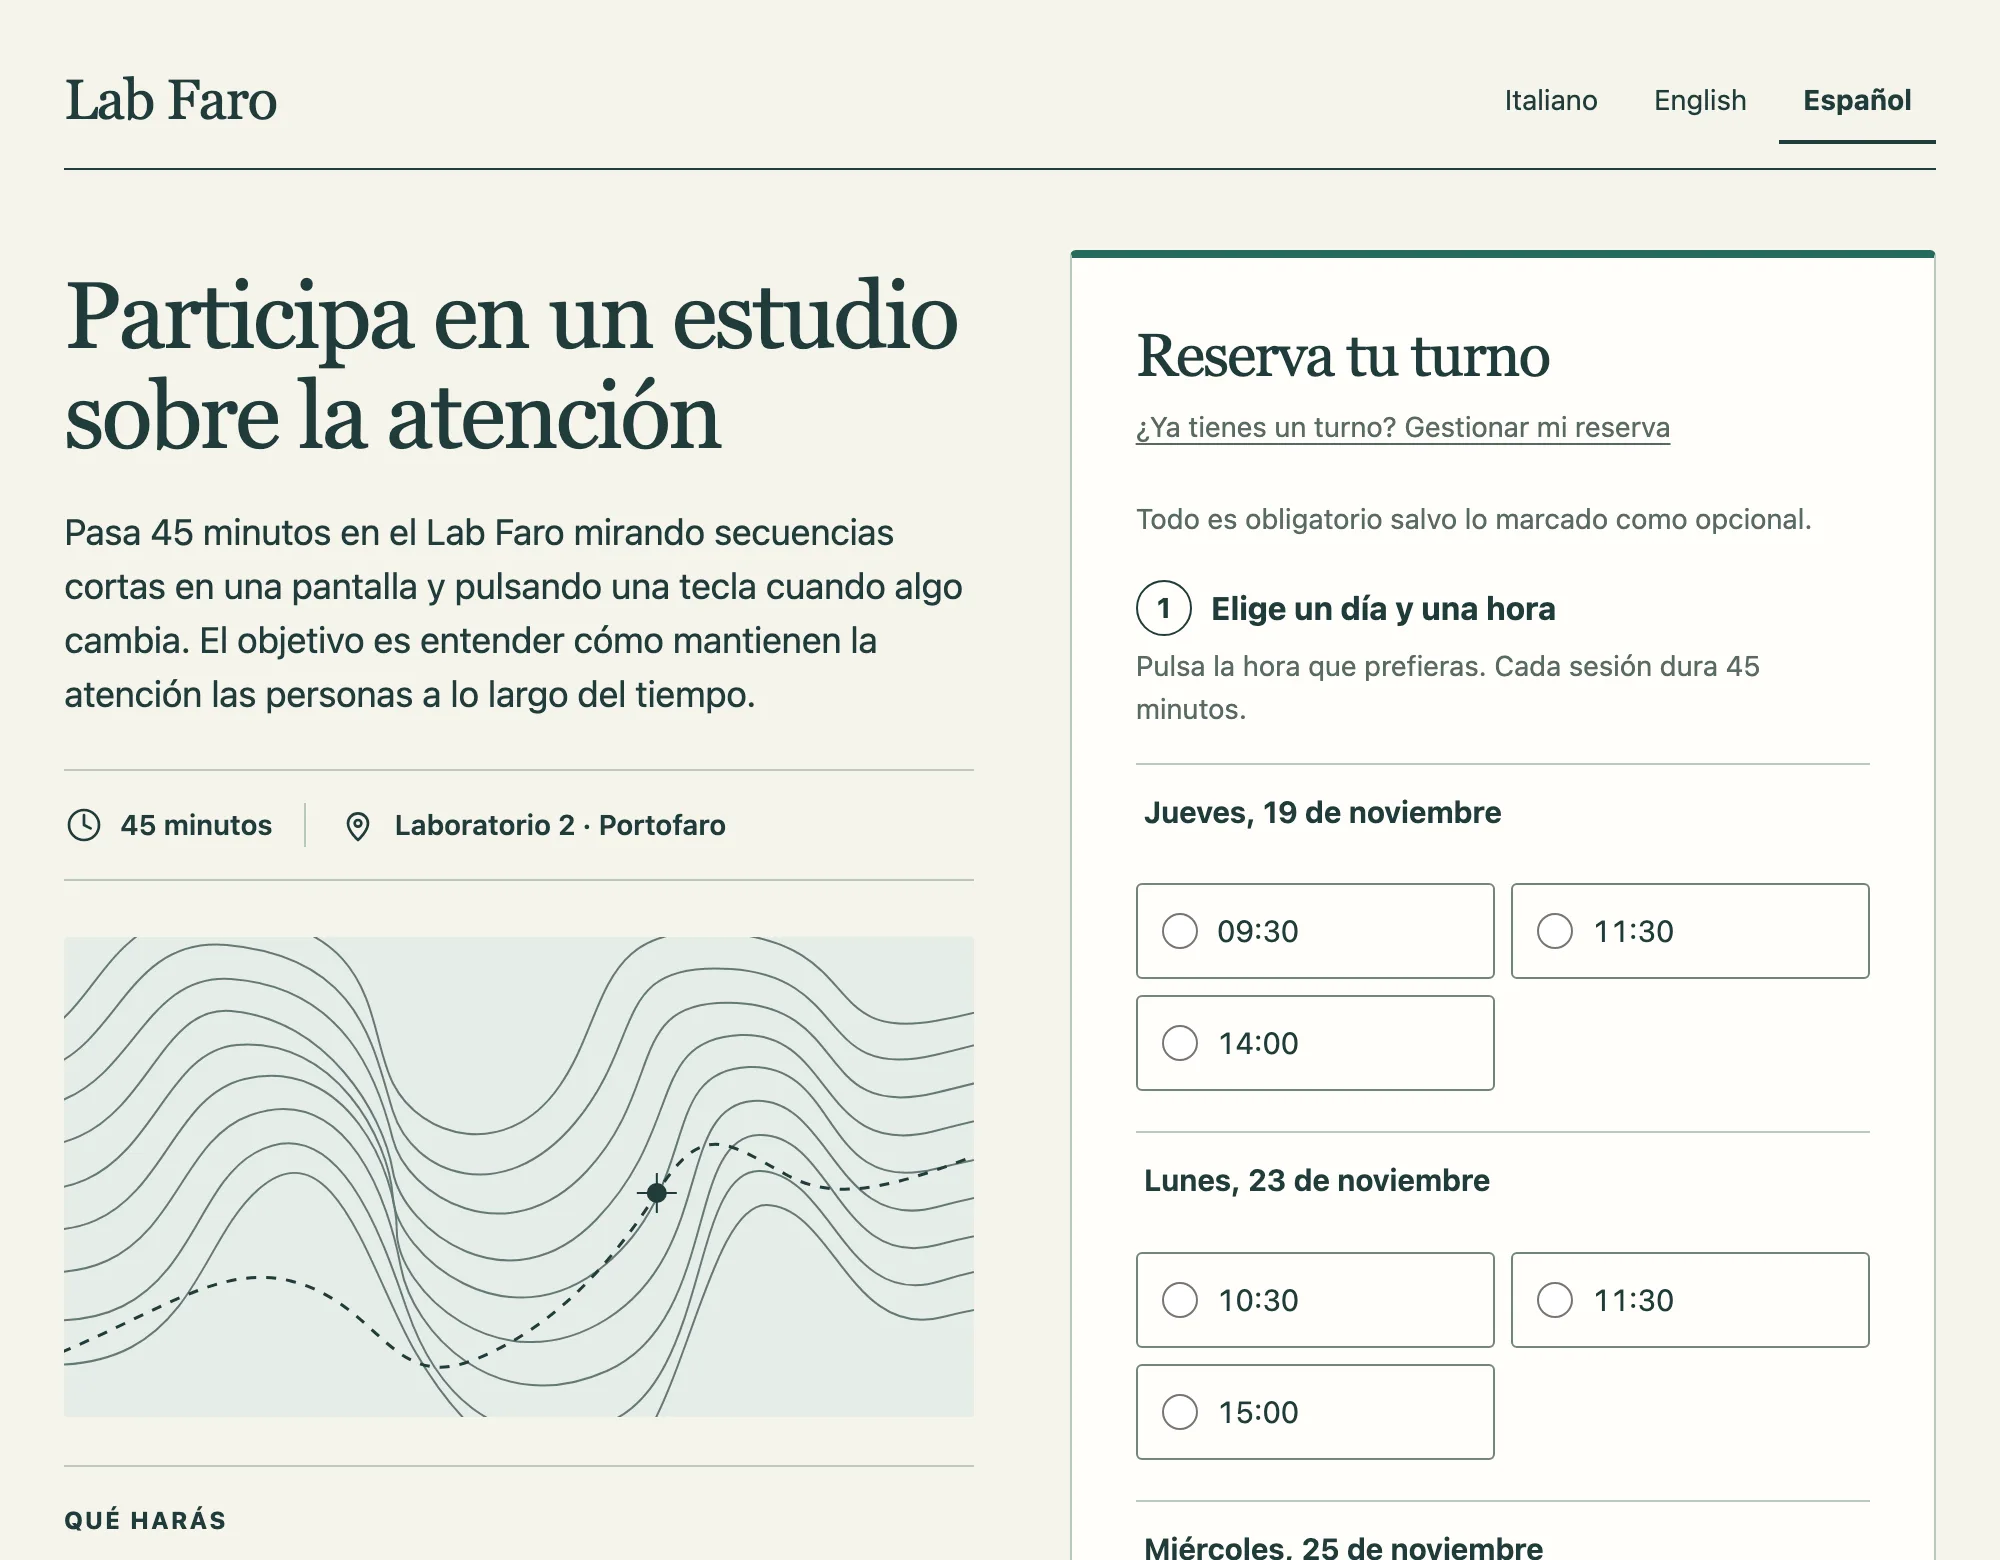 Lab Faro
Italiano English Español
Participa en un estudio
sobre la atención
Pasa 45 minutos en el Lab Faro mirando secuencias
cortas en una pantalla y pulsando una tecla cuando algo
cambia. El objetivo es entender cómo mantienen la
atención las personas a lo largo del tiempo.
45 minutos
Laboratorio 2 · Portofaro
QUÉ HARÁS
Reserva tu turno
¿Ya tienes un turno? Gestionar mi reserva
Todo es obligatorio salvo lo marcado como opcional.
1 Elige un día y una hora
Pulsa la hora que prefieras. Cada sesión dura 45
minutos.
Jueves, 19 de noviembre
09:30 11:30
14:00
Lunes, 23 de noviembre
10:30 11:30
15:00
Miércoles, 25 de noviembre